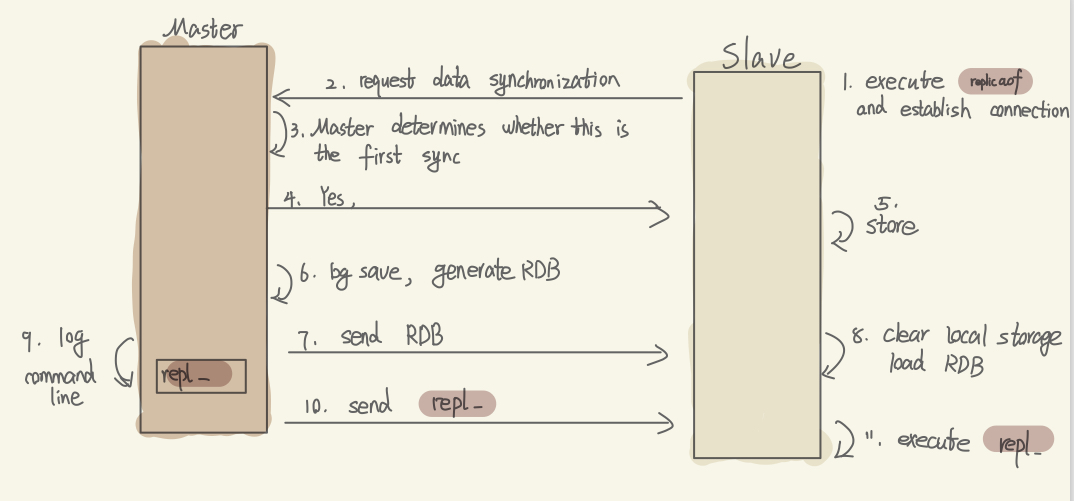 Master
Slave
1. execute replicaof
and establish connection
2. request data synchronization
3. Master determines whether this is
the first sync
4. Yes,
5.
store
6. bg save, generate RDB
7. send RDB
8. clear local storage
load RDB
9. log
command
line
repl_
10. send repl_
11. execute repl_